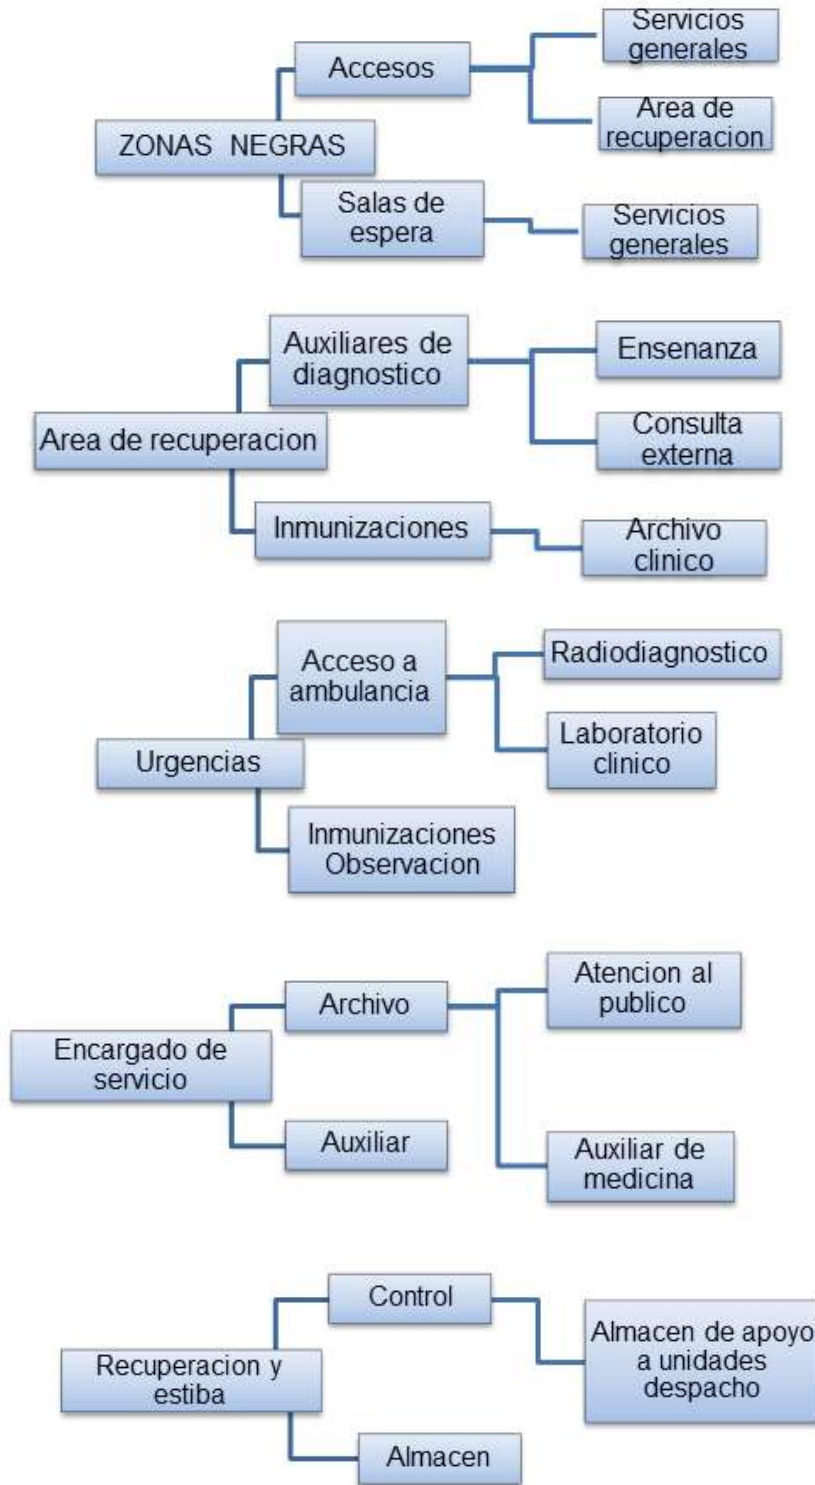 Servicios
generales
Accesos
Area de
recuperacion
ZONAS NEGRAS
Salas de
espera
Servicios
generales
Auxiliares de
diagnostico
Ensenanza
Area de recuperacion
Consulta
externa
Inmunizaciones
Archivo
clinico
Acceso a
ambulancia
Radiodiagnostico
Urgencias
Laboratorio
clinico
Inmunizaciones
Observacion
Archivo
Atencion al
publico
Encargado de
servicio
Auxiliar
Auxiliar de
medicina
Control
Almacen de apoyo
a unidades
despacho
Recuperacion y
estiba
Almacen